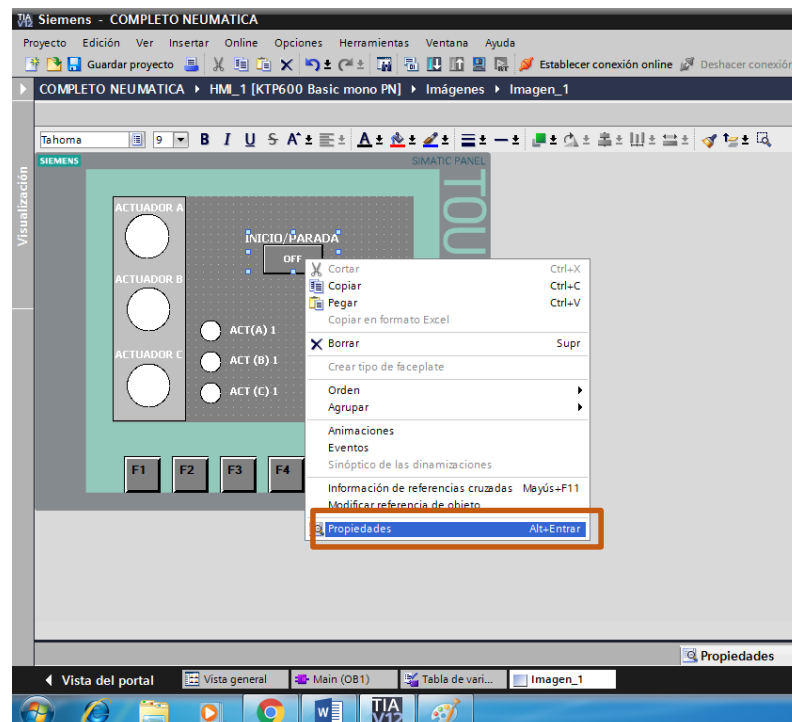 Siemens - COMPLETO NEUMATICA
Proyecto Edición Ver Insertar Online Opciones Herramientas Ventana Ayuda
Guardar proyecto Establecer conexión online Deshacer conexión
COMPLETO NEUMATICA HMI_1 [KTP600 Basic mono PN] Imágenes Imagen_1
Tahoma 9 B I U S A A
SIEMENS SIMATIC PANEL
TOU
Visualización
ACTUADOR A
INICIO/PARADA
OFF
ACTUADOR B
ACT(A) 1
ACTUADOR C
ACT (B) 1
ACT (C) 1
F1 F2 F3 F4
Cortar Ctrl+X
Copiar Ctrl+C
Pegar Ctrl+V
Copiar en formato Excel
Borrar Supr
Crear tipo de faceplate
Orden
Agrupar
Animaciones
Eventos
Sinóptico de las dinamizaciones
Información de referencias cruzadas Mayús+F11
Modificar referencia de objeto
Propiedades Alt+Entrar
Propiedades
Vista del portal Vista general Main (OB1) Tabla de vari... Imagen_1
TIA
V12